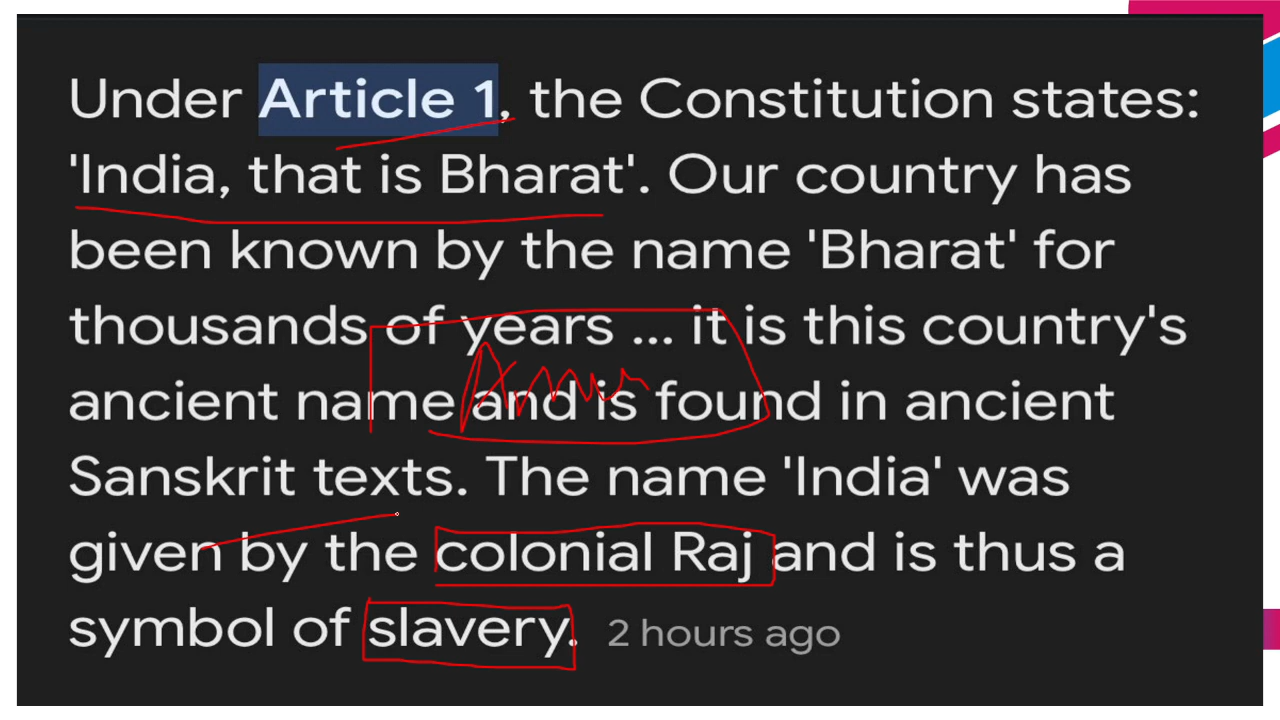 Under Article 1, the Constitution states:
'India, that is Bharat'. Our country has
been known by the name 'Bharat' for
thousands of years ... it is this country's
ancient name and is found in ancient
Sanskrit texts. The name 'India' was
given by the colonial Raj and is thus a
symbol of slavery. 2 hours ago